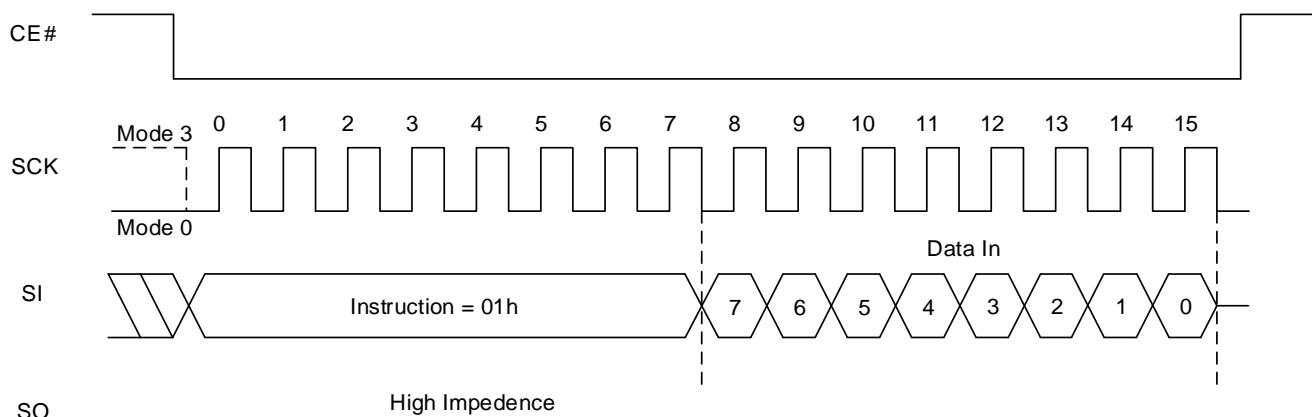 CE#
0 1 2 3 4 5 6 7 8 9 10 11 12 13 14 15
Mode 3
SCK
Mode 0
Data In
SI
Instruction = 01h
7 6 5 4 3 2 1 0
High Impedence
SO